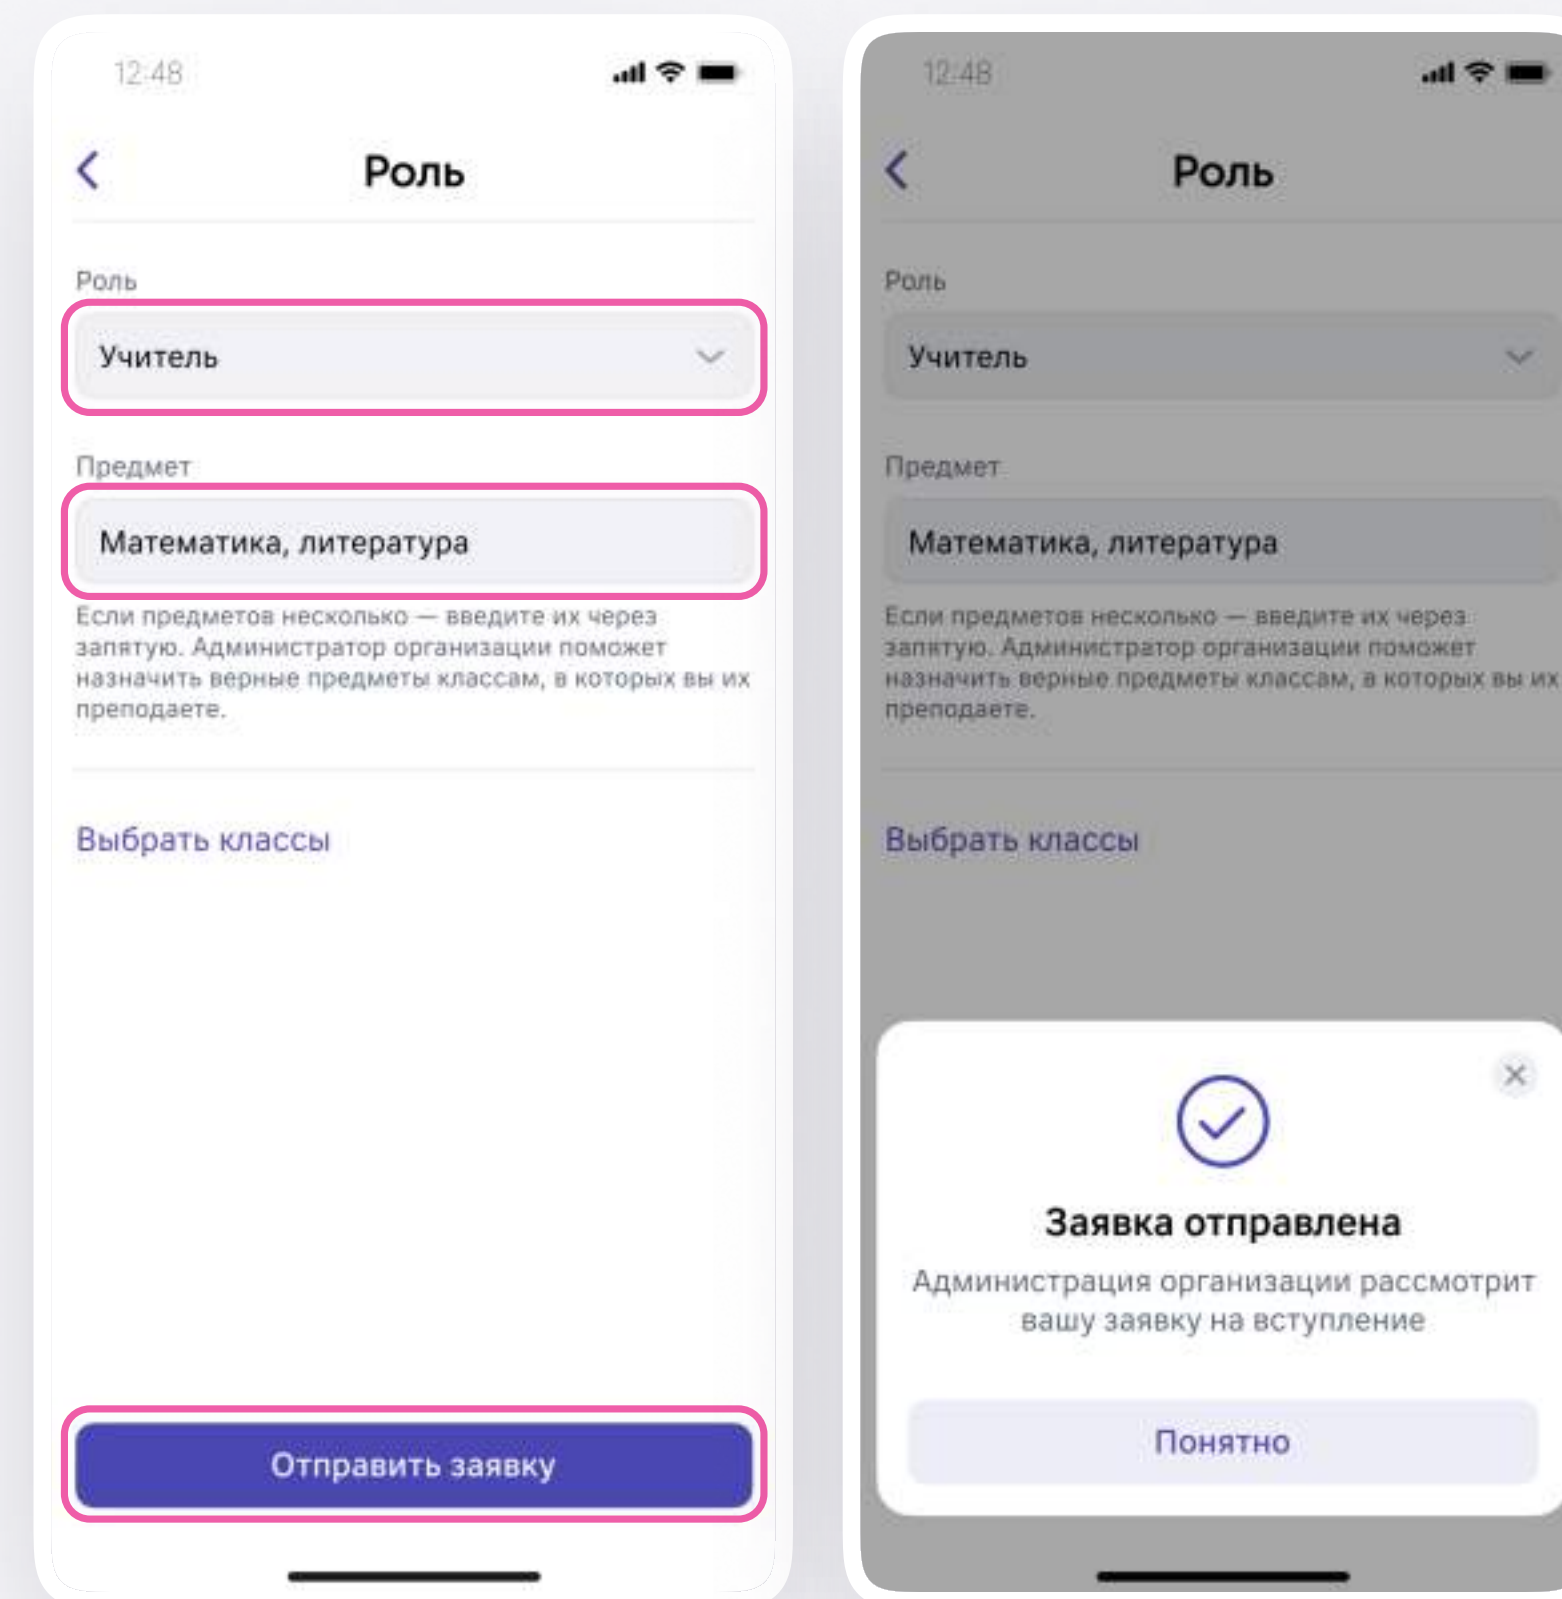 12:48
Роль
Роль
Учитель
Предмет
Математика, литература
Если предметов несколько — введите их через
запятую. Администратор организации поможет
назначить верные предметы классам, в которых вы их
преподаете.
Выбрать классы
Отправить заявку
12:48
Роль
Роль
Учитель
Предмет
Математика, литература
Если предметов несколько — введите их через
запятую. Администратор организации поможет
назначить верные предметы классам, в которых вы их
преподаете.
Выбрать классы
Заявка отправлена
Администрация организации рассмотрит
вашу заявку на вступление
Понятно